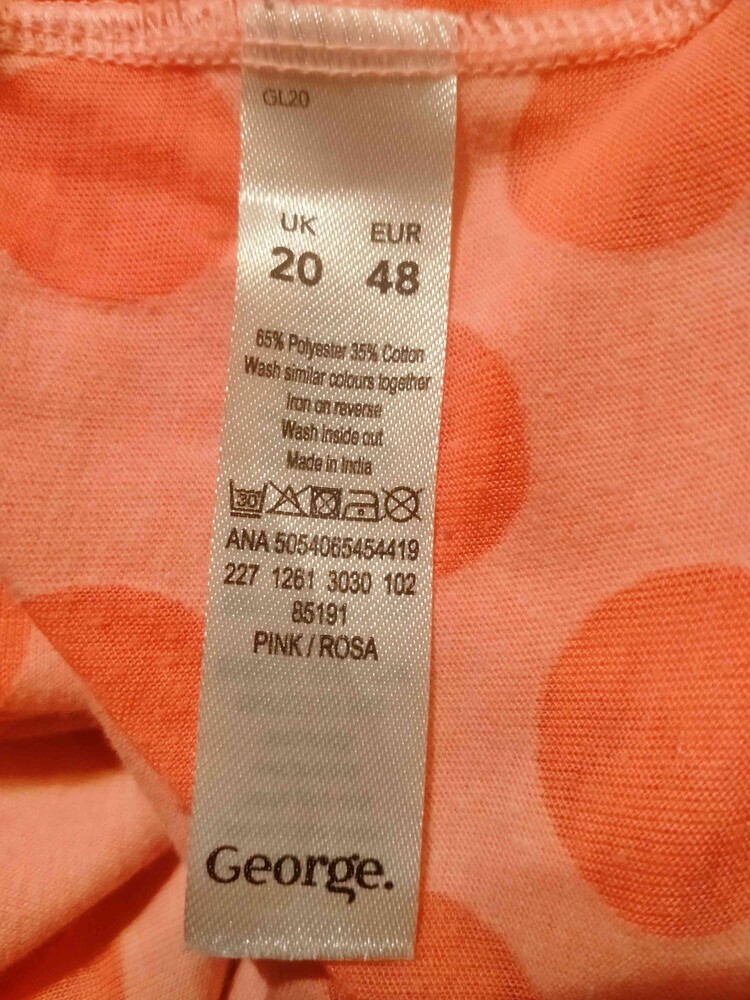 GL20
UK EUR
20 48
65% Polyester 35% Cotton
Wash similar colours together
Iron on reverse
Wash inside out
Made in India
30
ANA 5054065454419
227 1261 3030 102
85191
PINK / ROSA
George.